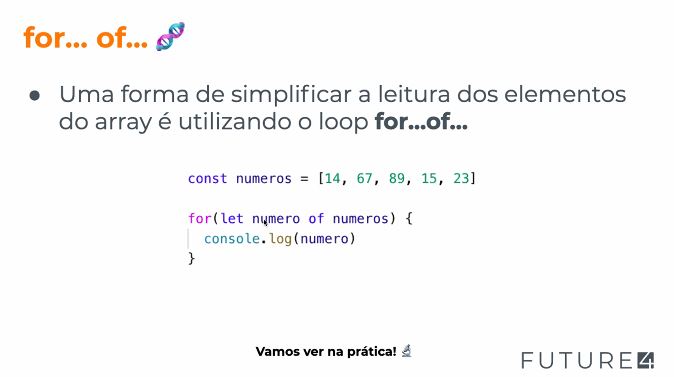 for... of... 🧬
● Uma forma de simplificar a leitura dos elementos
do array é utilizando o loop for...of...
const numeros = [14, 67, 89, 15, 23]
for(let numero of numeros) {
console.log(numero)
}
Vamos ver na prática! 🔬
FUTURE4